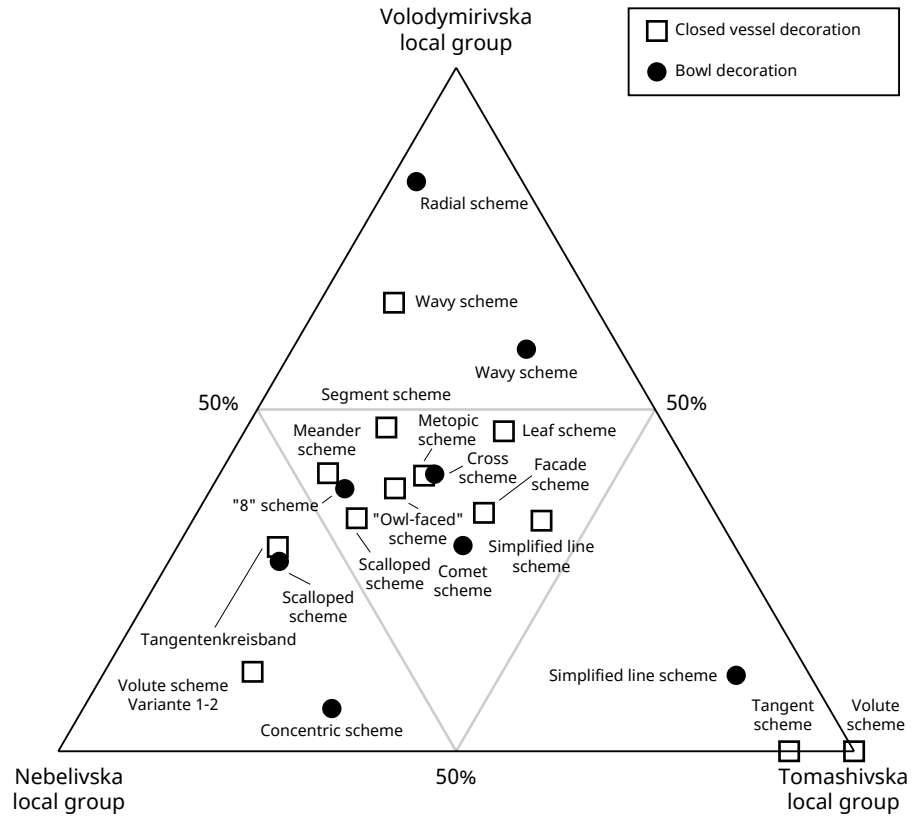 Volodymirivska
local group
Closed vessel decoration
Bowl decoration
Radial scheme
Wavy scheme
Wavy scheme
Segment scheme
50%
50%
Metopic
scheme
Meander
scheme
Leaf scheme
Cross
scheme
Facade
scheme
"8" scheme
"Owl-faced"
scheme
Simplified line
scheme
Scalloped
scheme
Comet
scheme
Scalloped
scheme
Tangentenkreisband
Volute scheme
Variante 1-2
Simplified line scheme
Concentric scheme
Tangent
scheme
Volute
scheme
Nebelivska
local group
50%
Tomashivska
local group